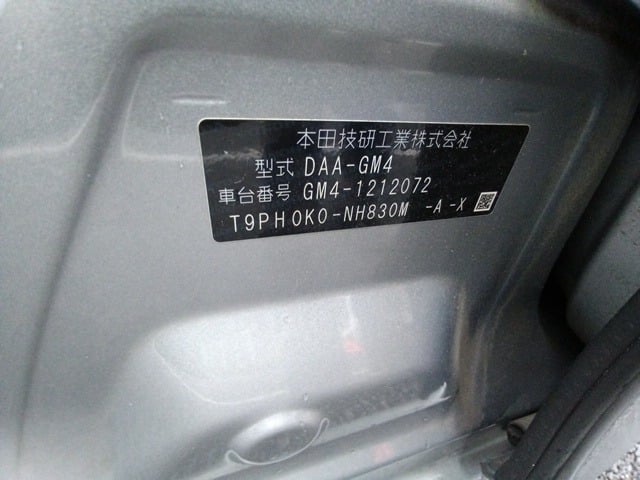 本田技研工業株式会社
型式 DAA-GM4
車台番号 GM4-1212072
T9PH0K0-NH830M -A -X